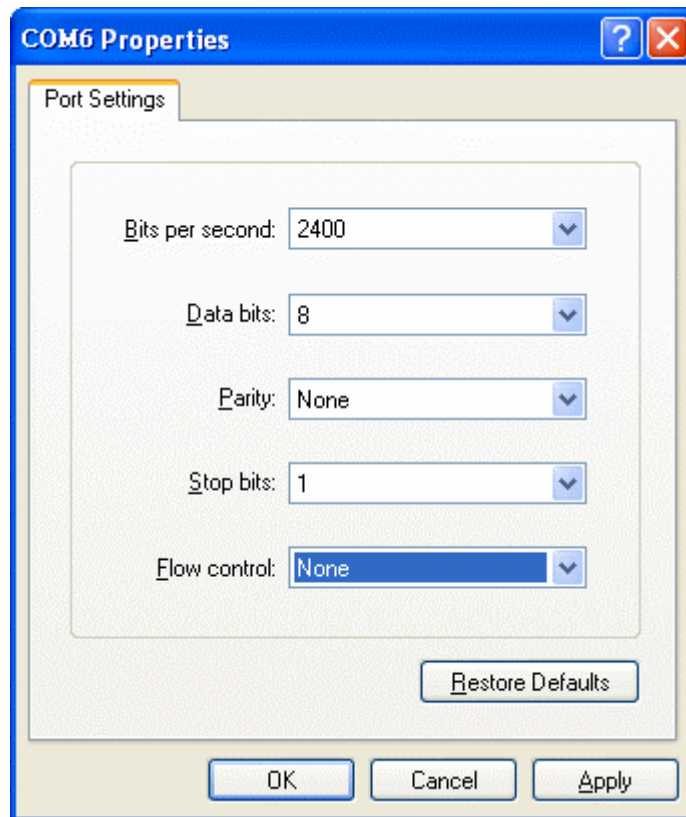 COM6 Properties
Port Settings
Bits per second: 2400
Data bits: 8
Parity: None
Stop bits: 1
Flow control: None
Restore Defaults
OK Cancel Apply